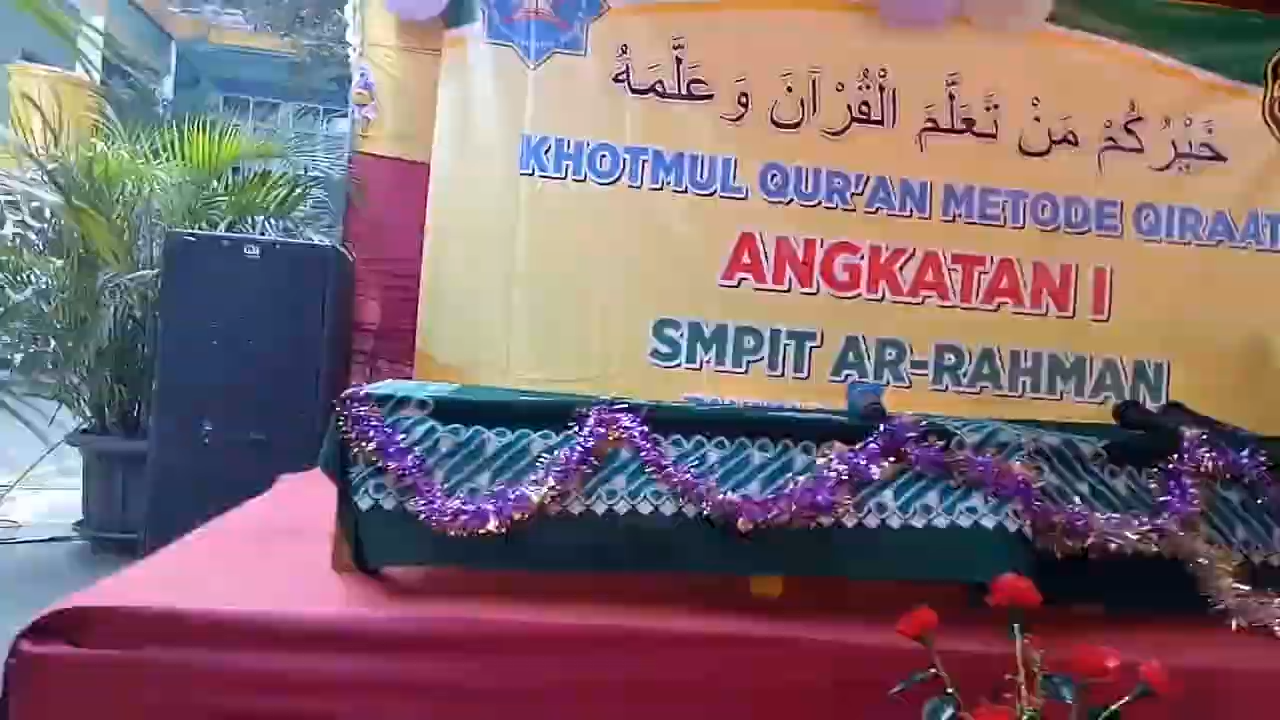 خَيْرُكُمْ مَنْ تَعَلَّمَ الْقُرْآنَ وَ عَلَّمَهُ
KHOTMUL QUR'AN METODE QIRAAT
ANGKATAN I
SMPIT AR-RAHMAN